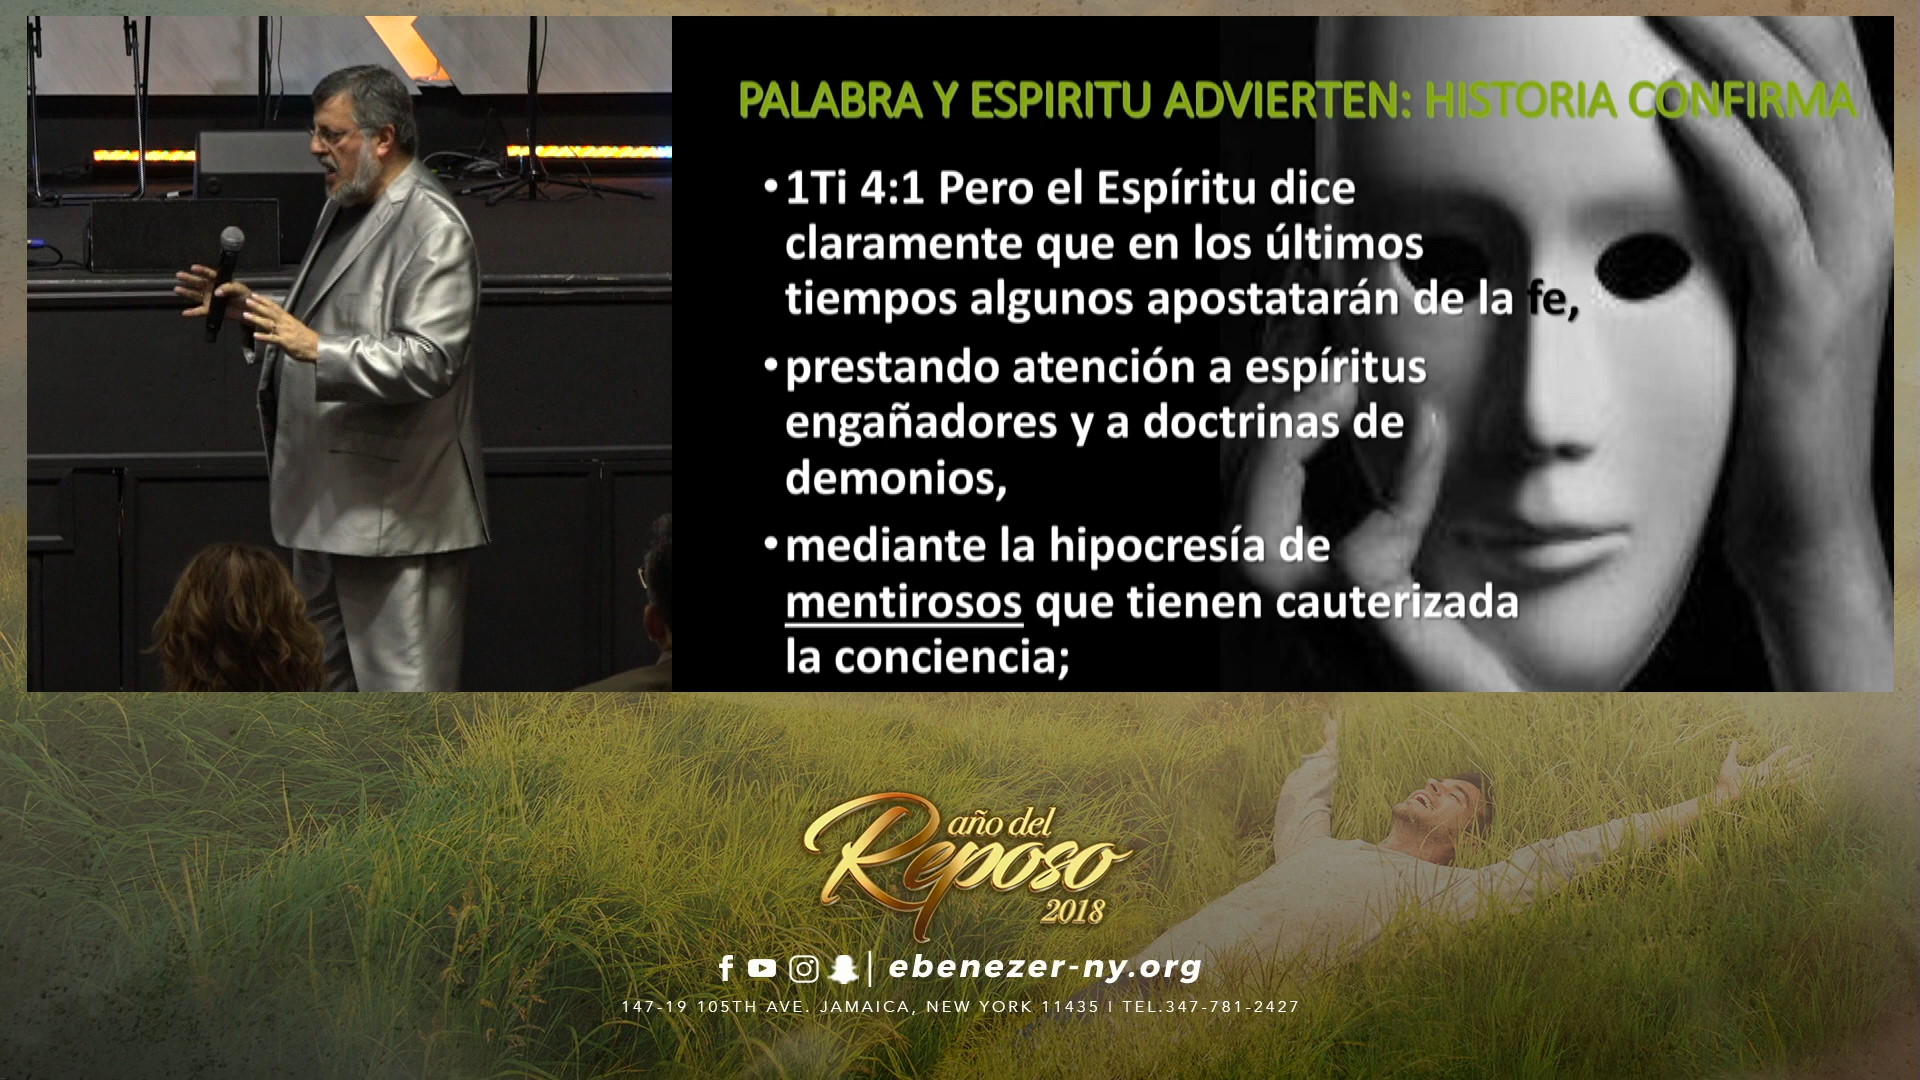 PALABRA Y ESPIRITU ADVIERTEN: HISTORIA CONFIRMA
• 1Ti 4:1 Pero el Espíritu dice
claramente que en los últimos
tiempos algunos apostatarán de la fe,
• prestando atención a espíritus
engañadores y a doctrinas de
demonios,
• mediante la hipocresía de
mentirosos que tienen cauterizada
la conciencia;
año del
Reposo
2018
ebenezer-ny.org
147-19 105TH AVE. JAMAICA, NEW YORK 11435 | TEL.347-781-2427